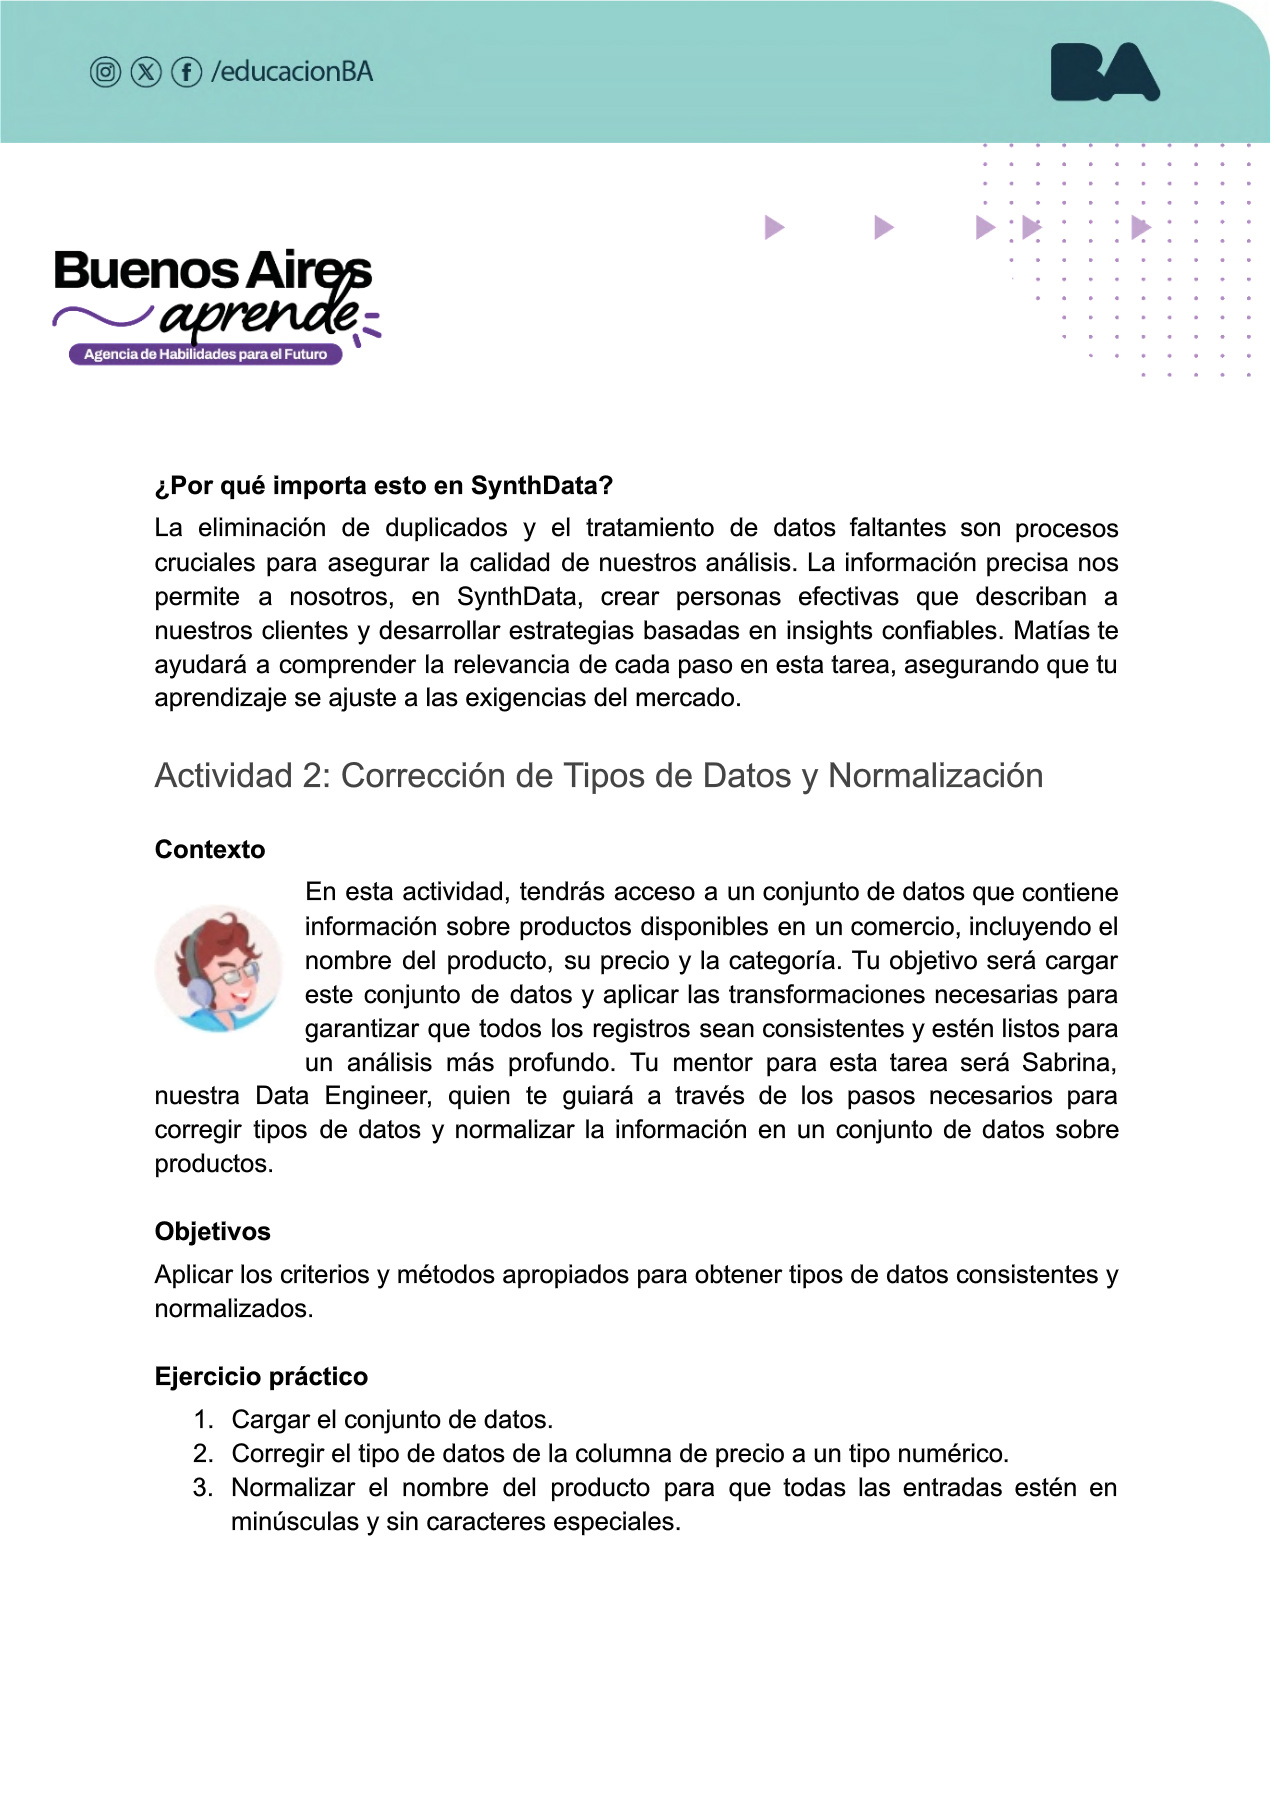 /educacionBA
BA
Buenos Aires
aprende
Agencia de Habilidades para el Futuro
¿Por qué importa esto en SynthData?
La eliminación de duplicados y el tratamiento de datos faltantes son procesos
cruciales para asegurar la calidad de nuestros análisis. La información precisa nos
permite a nosotros, en SynthData, crear personas efectivas que describan a
nuestros clientes y desarrollar estrategias basadas en insights confiables. Matías te
ayudará a comprender la relevancia de cada paso en esta tarea, asegurando que tu
aprendizaje se ajuste a las exigencias del mercado.
Actividad 2: Corrección de Tipos de Datos y Normalización
Contexto
En esta actividad, tendrás acceso a un conjunto de datos que contiene
información sobre productos disponibles en un comercio, incluyendo el
nombre del producto, su precio y la categoría. Tu objetivo será cargar
este conjunto de datos y aplicar las transformaciones necesarias para
garantizar que todos los registros sean consistentes y estén listos para
un análisis más profundo. Tu mentor para esta tarea será Sabrina,
nuestra Data Engineer, quien te guiará a través de los pasos necesarios para
corregir tipos de datos y normalizar la información en un conjunto de datos sobre
productos.
Objetivos
Aplicar los criterios y métodos apropiados para obtener tipos de datos consistentes y
normalizados.
Ejercicio práctico
1. Cargar el conjunto de datos.
2. Corregir el tipo de datos de la columna de precio a un tipo numérico.
3. Normalizar el nombre del producto para que todas las entradas estén en
minúsculas y sin caracteres especiales.